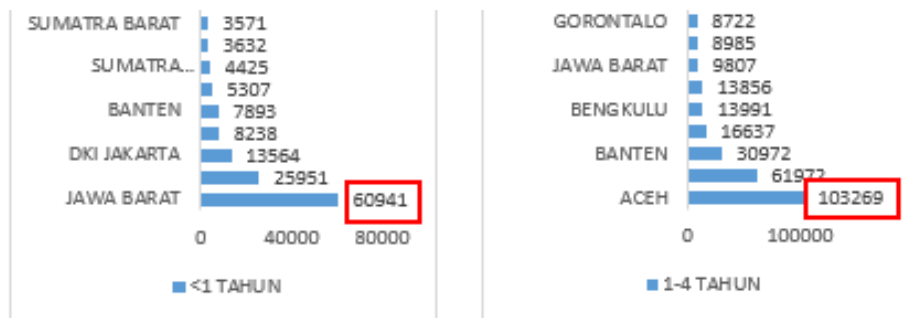 SUMATRA BARAT 3571
3632
SUMATRA... 4425
5307
BANTEN 7893
8238
DKI JAKARTA 13564
25951
JAWA BARAT 60941
0 40000 80000
<1 TAHUN
GORONTALO 8722
8985
JAWA BARAT 9807
13856
BENGKULU 13991
16637
BANTEN 30972
61972
ACEH 103269
0 100000
1-4 TAHUN